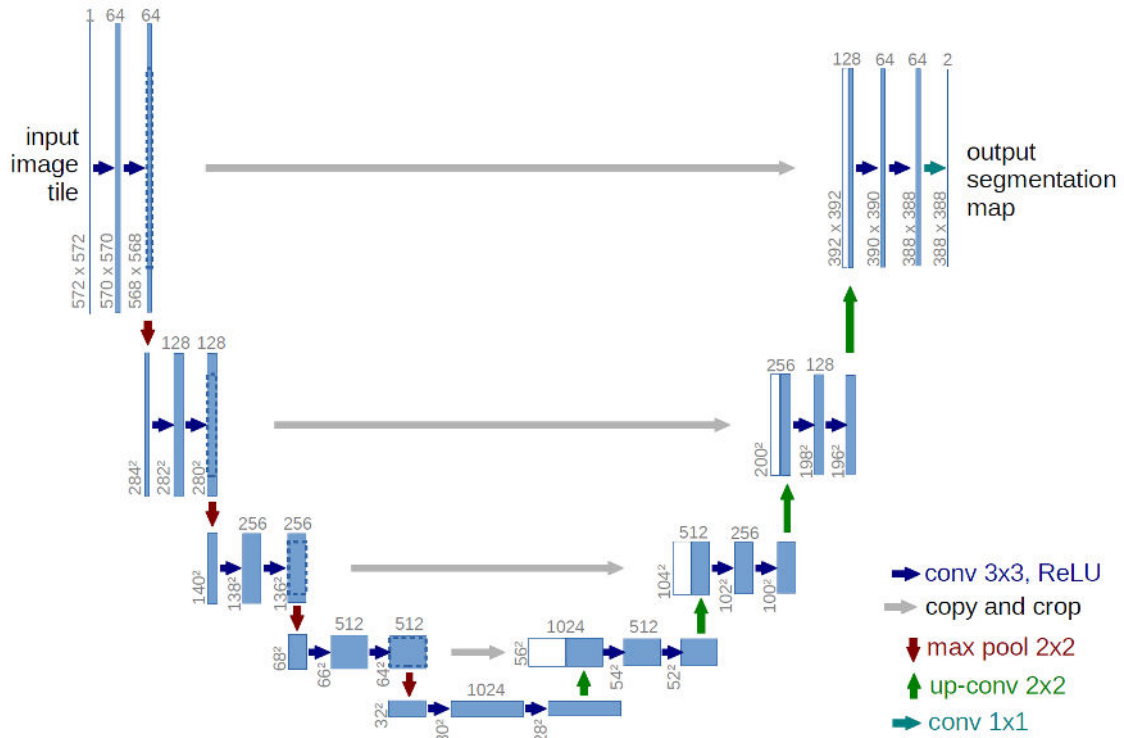 1 64 64
128 64 64 2
input
image
tile
output
segmentation
map
572 x 572
570 x 570
568 x 568
392 x 392
390 x 390
388 x 388
388 x 388
128 128
256 128
284²
282²
280²
200²
198²
196²
256 256
512 256
140²
138²
136²
104²
102²
100²
512 512
1024 512
68²
66²
64²
56²
54²
52²
1024
32²
30²
28²
conv 3x3, ReLU
copy and crop
max pool 2x2
up-conv 2x2
conv 1x1